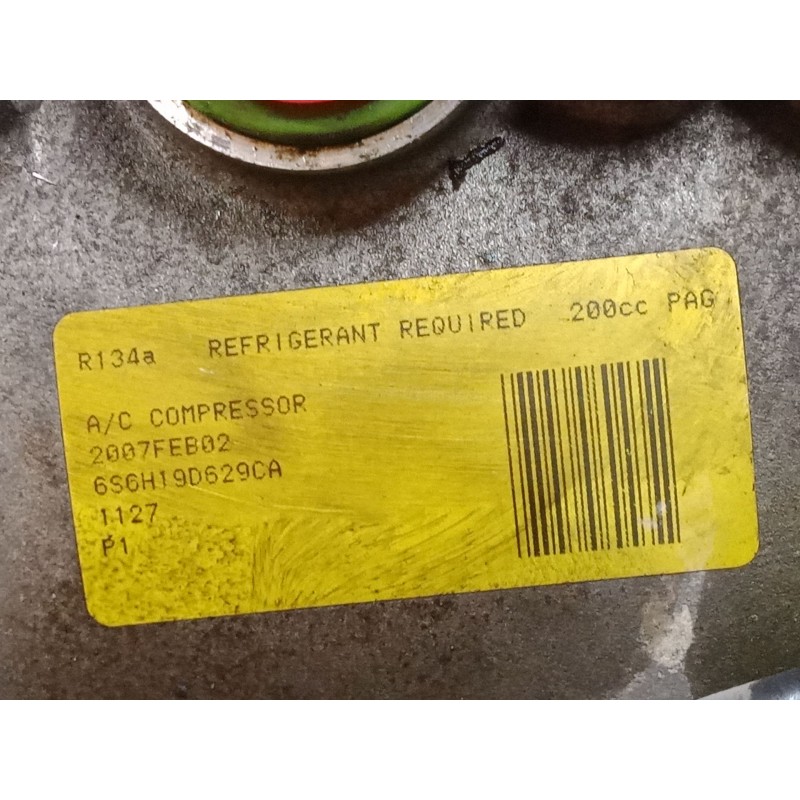 R134a REFRIGERANT REQUIRED 200cc PAG
A/C COMPRESSOR
2007FEB02
6S6H19D629CA
1127
P1